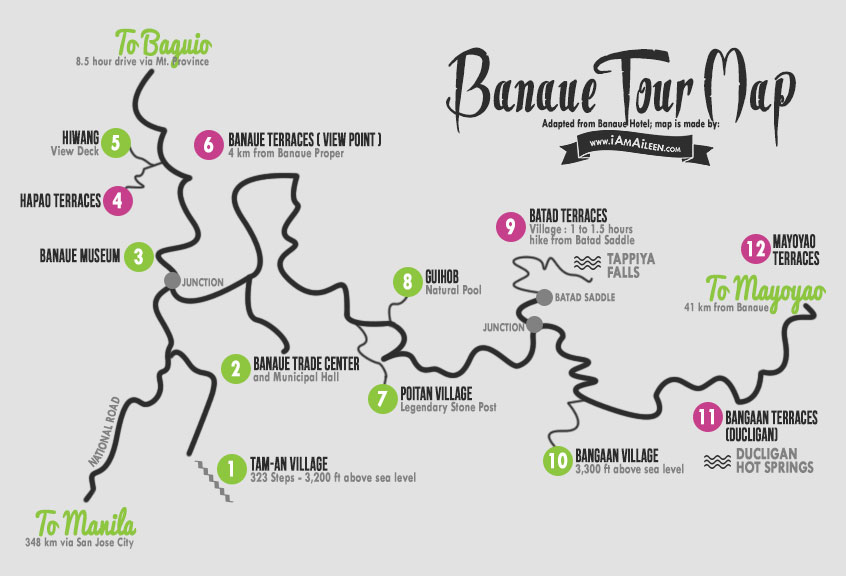 To Baguio
8.5 hour drive via Mt. Province
Banaue Tour Map
Adapted from Banaue Hotel; map is made by:
www.iAMAiLEEN.COM
HIWANG
View Deck
5
6
BANAUE TERRACES ( VIEW POINT )
4 km from Banaue Proper
HAPAO TERRACES
4
BANAUE MUSEUM
3
JUNCTION
9
BATAD TERRACES
Village : 1 to 1.5 hours
hike from Batad Saddle
TAPPIYA
FALLS
12
MAYOYAO
TERRACES
To Mayoyao
41 km from Banaue
8
GUIHOB
Natural Pool
BATAD SADDLE
JUNCTION
2
BANAUE TRADE CENTER
and Municipal Hall
7
POITAN VILLAGE
Legendary Stone Post
NATIONAL ROAD
11
BANGAAN TERRACES
(DUCLIGAN)
DUCLIGAN
HOT SPRINGS
1
TAM-AN VILLAGE
323 Steps - 3,200 ft above sea level
10
BANGAAN VILLAGE
3,300 ft above sea level
To Manila
348 km via San Jose City